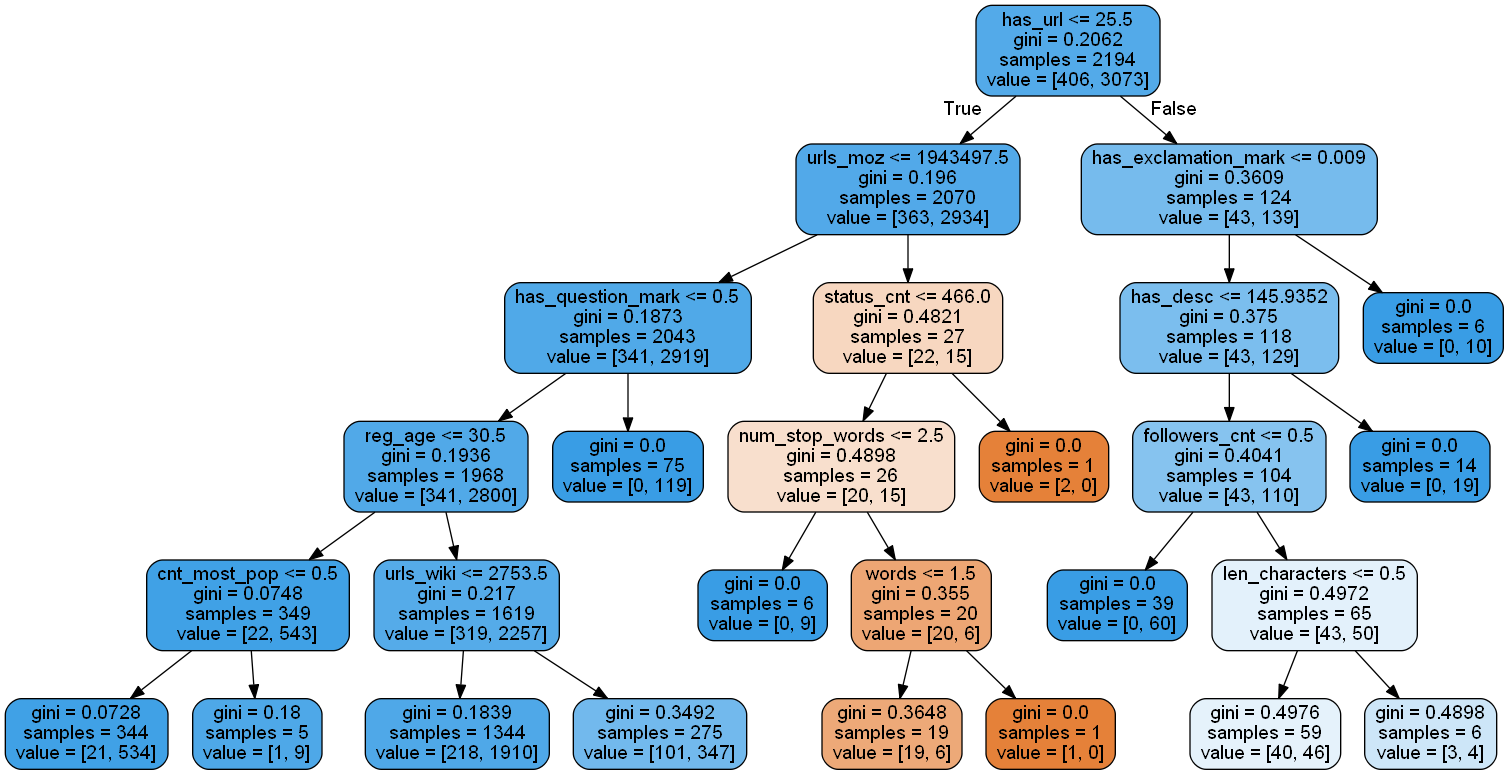 has_url <= 25.5
gini = 0.2062
samples = 2194
value = [406, 3073]
True
False
urls_moz <= 1943497.5
gini = 0.196
samples = 2070
value = [363, 2934]
has_exclamation_mark <= 0.009
gini = 0.3609
samples = 124
value = [43, 139]
has_question_mark <= 0.5
gini = 0.1873
samples = 2043
value = [341, 2919]
status_cnt <= 466.0
gini = 0.4821
samples = 27
value = [22, 15]
has_desc <= 145.9352
gini = 0.375
samples = 118
value = [43, 129]
gini = 0.0
samples = 6
value = [0, 10]
reg_age <= 30.5
gini = 0.1936
samples = 1968
value = [341, 2800]
gini = 0.0
samples = 75
value = [0, 119]
num_stop_words <= 2.5
gini = 0.4898
samples = 26
value = [20, 15]
gini = 0.0
samples = 1
value = [2, 0]
followers_cnt <= 0.5
gini = 0.4041
samples = 104
value = [43, 110]
gini = 0.0
samples = 14
value = [0, 19]
cnt_most_pop <= 0.5
gini = 0.0748
samples = 349
value = [22, 543]
urls_wiki <= 2753.5
gini = 0.217
samples = 1619
value = [319, 2257]
gini = 0.0
samples = 6
value = [0, 9]
words <= 1.5
gini = 0.355
samples = 20
value = [20, 6]
gini = 0.0
samples = 39
value = [0, 60]
len_characters <= 0.5
gini = 0.4972
samples = 65
value = [43, 50]
gini = 0.0728
samples = 344
value = [21, 534]
gini = 0.18
samples = 5
value = [1, 9]
gini = 0.1839
samples = 1344
value = [218, 1910]
gini = 0.3492
samples = 275
value = [101, 347]
gini = 0.3648
samples = 19
value = [19, 6]
gini = 0.0
samples = 1
value = [1, 0]
gini = 0.4976
samples = 59
value = [40, 46]
gini = 0.4898
samples = 6
value = [3, 4]